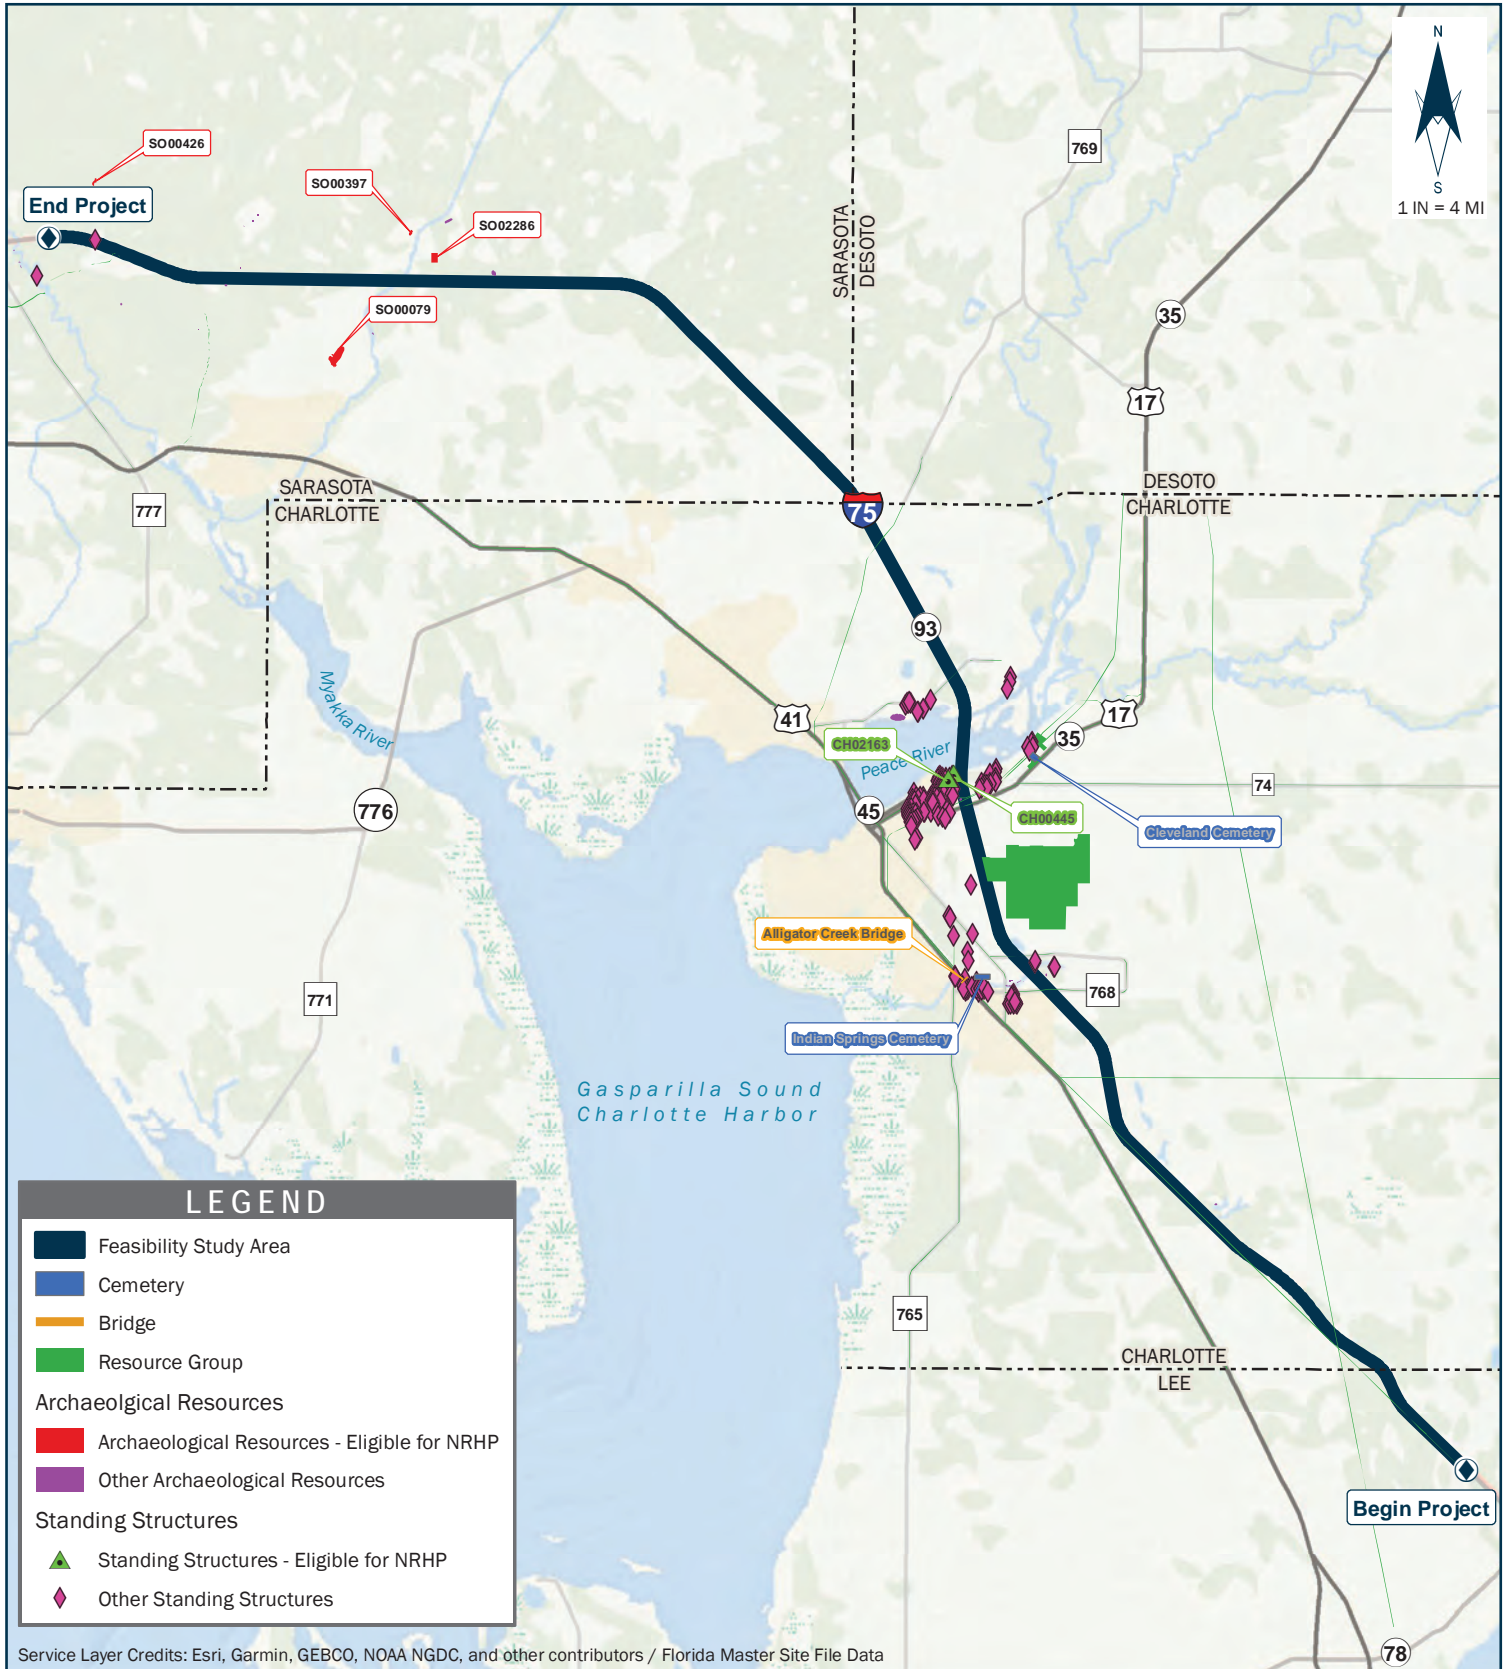 N
S
1 IN = 4 MI
SO00426
End Project
SO00397
SO02286
SO00079
769
SARASOTA
DESOTO
35
17
SARASOTA
CHARLOTTE
777
DESOTO
CHARLOTTE
75
93
Myakka River
41
17
35
CH02163
Peace River
74
776
45
CH00445
Cleveland Cemetery
Alligator Creek Bridge
771
768
Indian Springs Cemetery
Gasparilla Sound
Charlotte Harbor
765
CHARLOTTE
LEE
Begin Project
78
LEGEND
Feasibility Study Area
Cemetery
Bridge
Resource Group
Archaeolgical Resources
Archaeological Resources - Eligible for NRHP
Other Archaeological Resources
Standing Structures
Standing Structures - Eligible for NRHP
Other Standing Structures
Service Layer Credits: Esri, Garmin, GEBCO, NOAA NGDC, and other contributors / Florida Master Site File Data